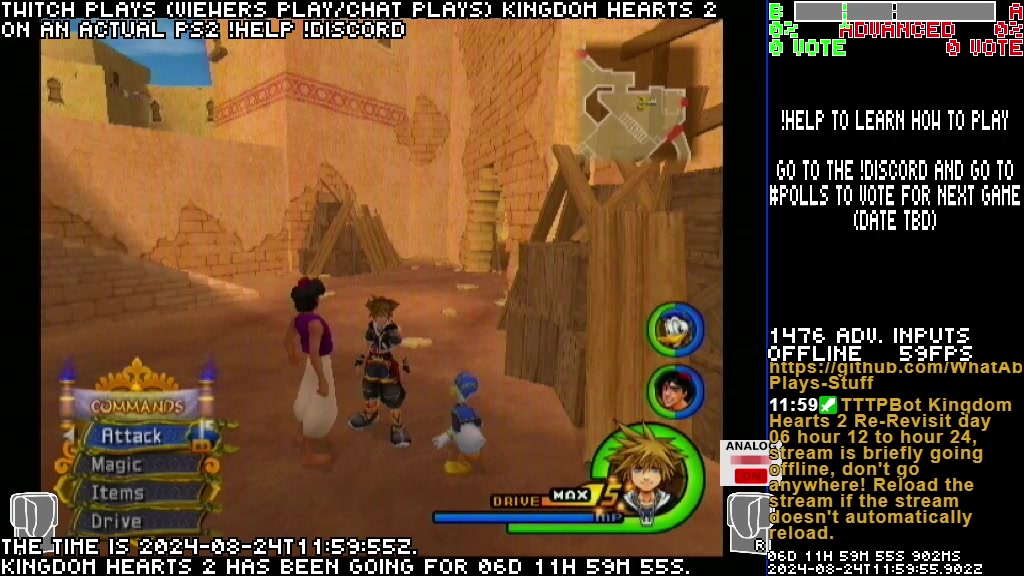 TWITCH PLAYS (VIEWERS PLAY/CHAT PLAYS) KINGDOM HEARTS 2
ON AN ACTUAL PS2 !HELP !DISCORD
B A
0% ADVANCED 0%
0 VOTE 0 VOTE
!HELP TO LEARN HOW TO PLAY
GO TO THE !DISCORD AND GO TO
#POLLS TO VOTE FOR NEXT GAME
(DATE TBD)
1476 ADV. INPUTS
OFFLINE 59FPS
https://github.com/WhatAb
Plays-Stuff
11:59 TTTPBot Kingdom
Hearts 2 Re-Revisit day
06 hour 12 to hour 24,
stream is briefly going
offline, don't go
anywhere! Reload the
stream if the stream
doesn't automatically
reload.
06D 11H 59M 55S 902MS
2024-08-24T11:59:55.902Z
COMMANDS
Attack
Magic
Items
Drive
DRIVE MAX 5
MP
ANALOG
R
THE TIME IS 2024-08-24T11:59:55Z.
KINGDOM HEARTS 2 HAS BEEN GOING FOR 06D 11H 59M 55S.